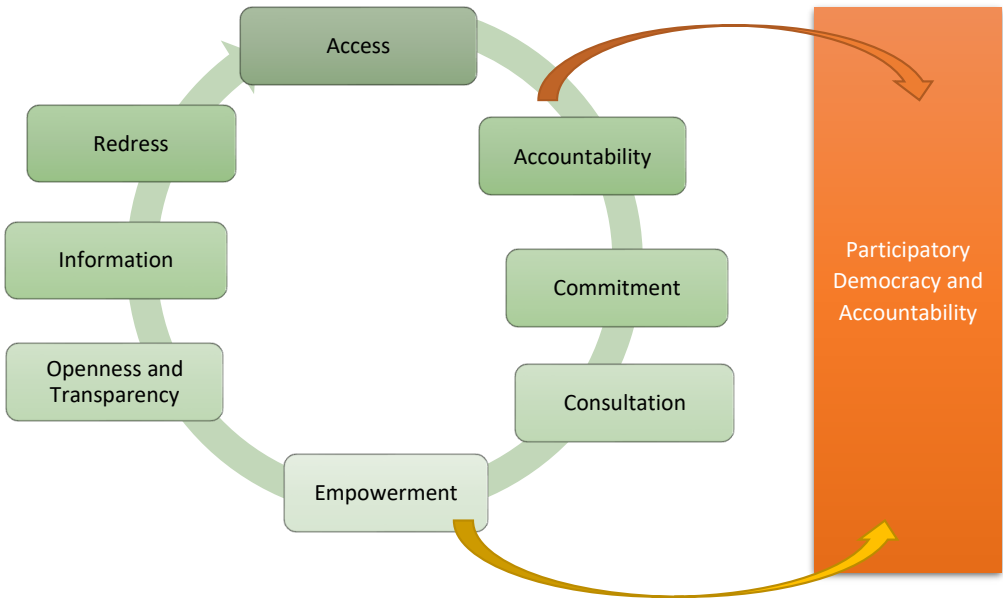 Access
Accountability
Commitment
Consultation
Empowerment
Openness and
Transparency
Information
Redress
Participatory
Democracy and
Accountability